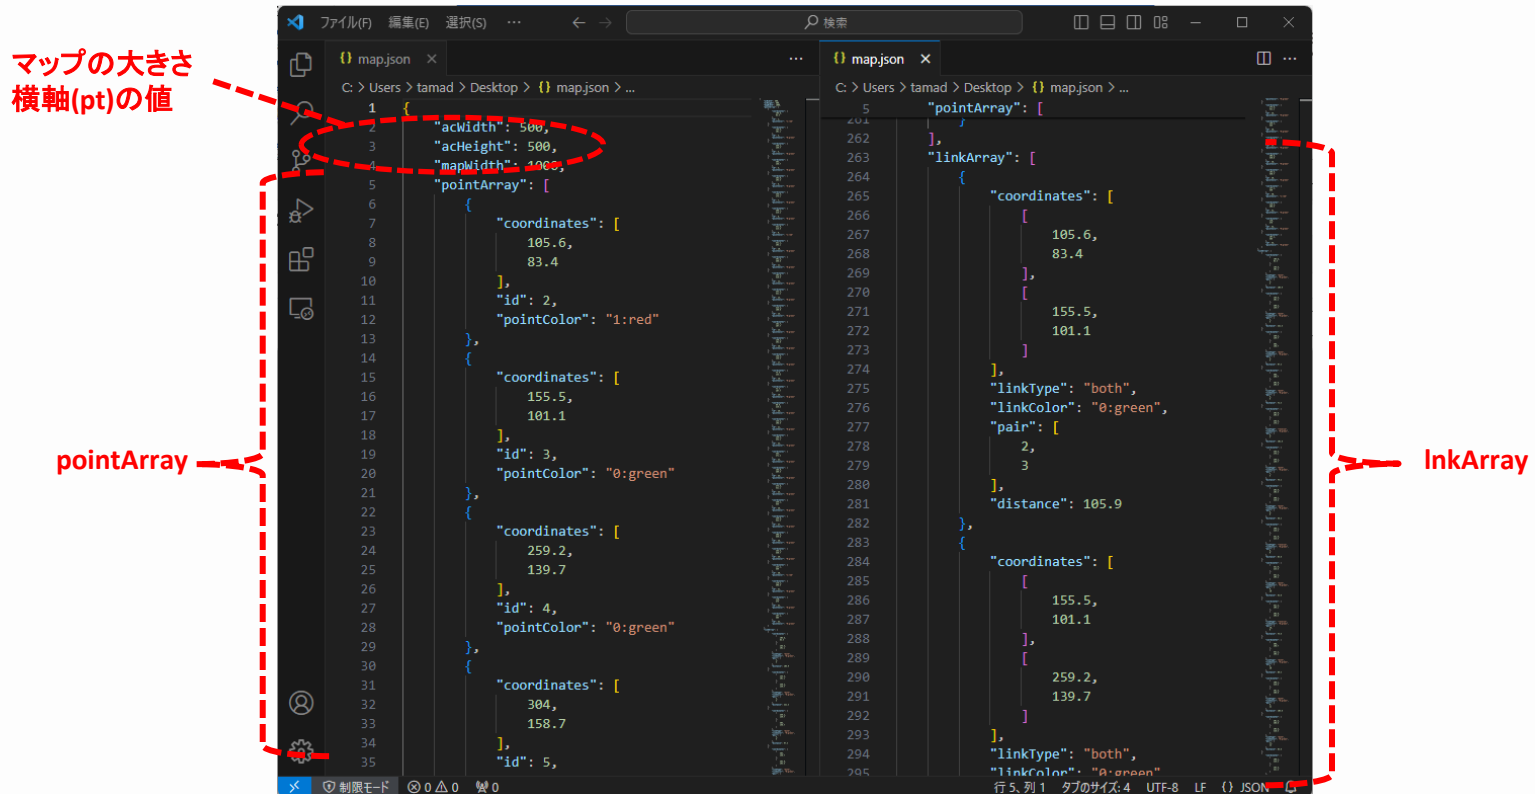 ファイル(F) 編集(E) 選択(S) ⋯ ← → 検索
マップの大きさ
横軸(pt)の値
pointArray
{} map.json ×
C: > Users > tamad > Desktop > {} map.json > ...
1 {
2 "acWidth": 500,
3 "acHeight": 500,
4 "mapWidth": 1000,
5 "pointArray": [
6 {
7 "coordinates": [
8 105.6,
9 83.4
10 ],
11 "id": 2,
12 "pointColor": "1:red"
13 },
14 {
15 "coordinates": [
16 155.5,
17 101.1
18 ],
19 "id": 3,
20 "pointColor": "0:green"
21 },
22 {
23 "coordinates": [
24 259.2,
25 139.7
26 ],
27 "id": 4,
28 "pointColor": "0:green"
29 },
30 {
31 "coordinates": [
32 304,
33 158.7
34 ],
35 "id": 5,
{} map.json ×
C: > Users > tamad > Desktop > {} map.json > ...
5 "pointArray": [
261 }
262 ],
263 "linkArray": [
264 {
265 "coordinates": [
266 [
267 105.6,
268 83.4
269 ],
270 [
271 155.5,
272 101.1
273 ]
274 ],
275 "linkType": "both",
276 "linkColor": "0:green",
277 "pair": [
278 2,
279 3
280 ],
281 "distance": 105.9
282 },
283 {
284 "coordinates": [
285 [
286 155.5,
287 101.1
288 ],
289 [
290 259.2,
291 139.7
292 ]
293 ],
294 "linkType": "both",
295 "linkColor": "0:green"
lnkArray
制限モード 0 0 0 行 5、列 1 タブのサイズ: 4 UTF-8 LF {} JSON